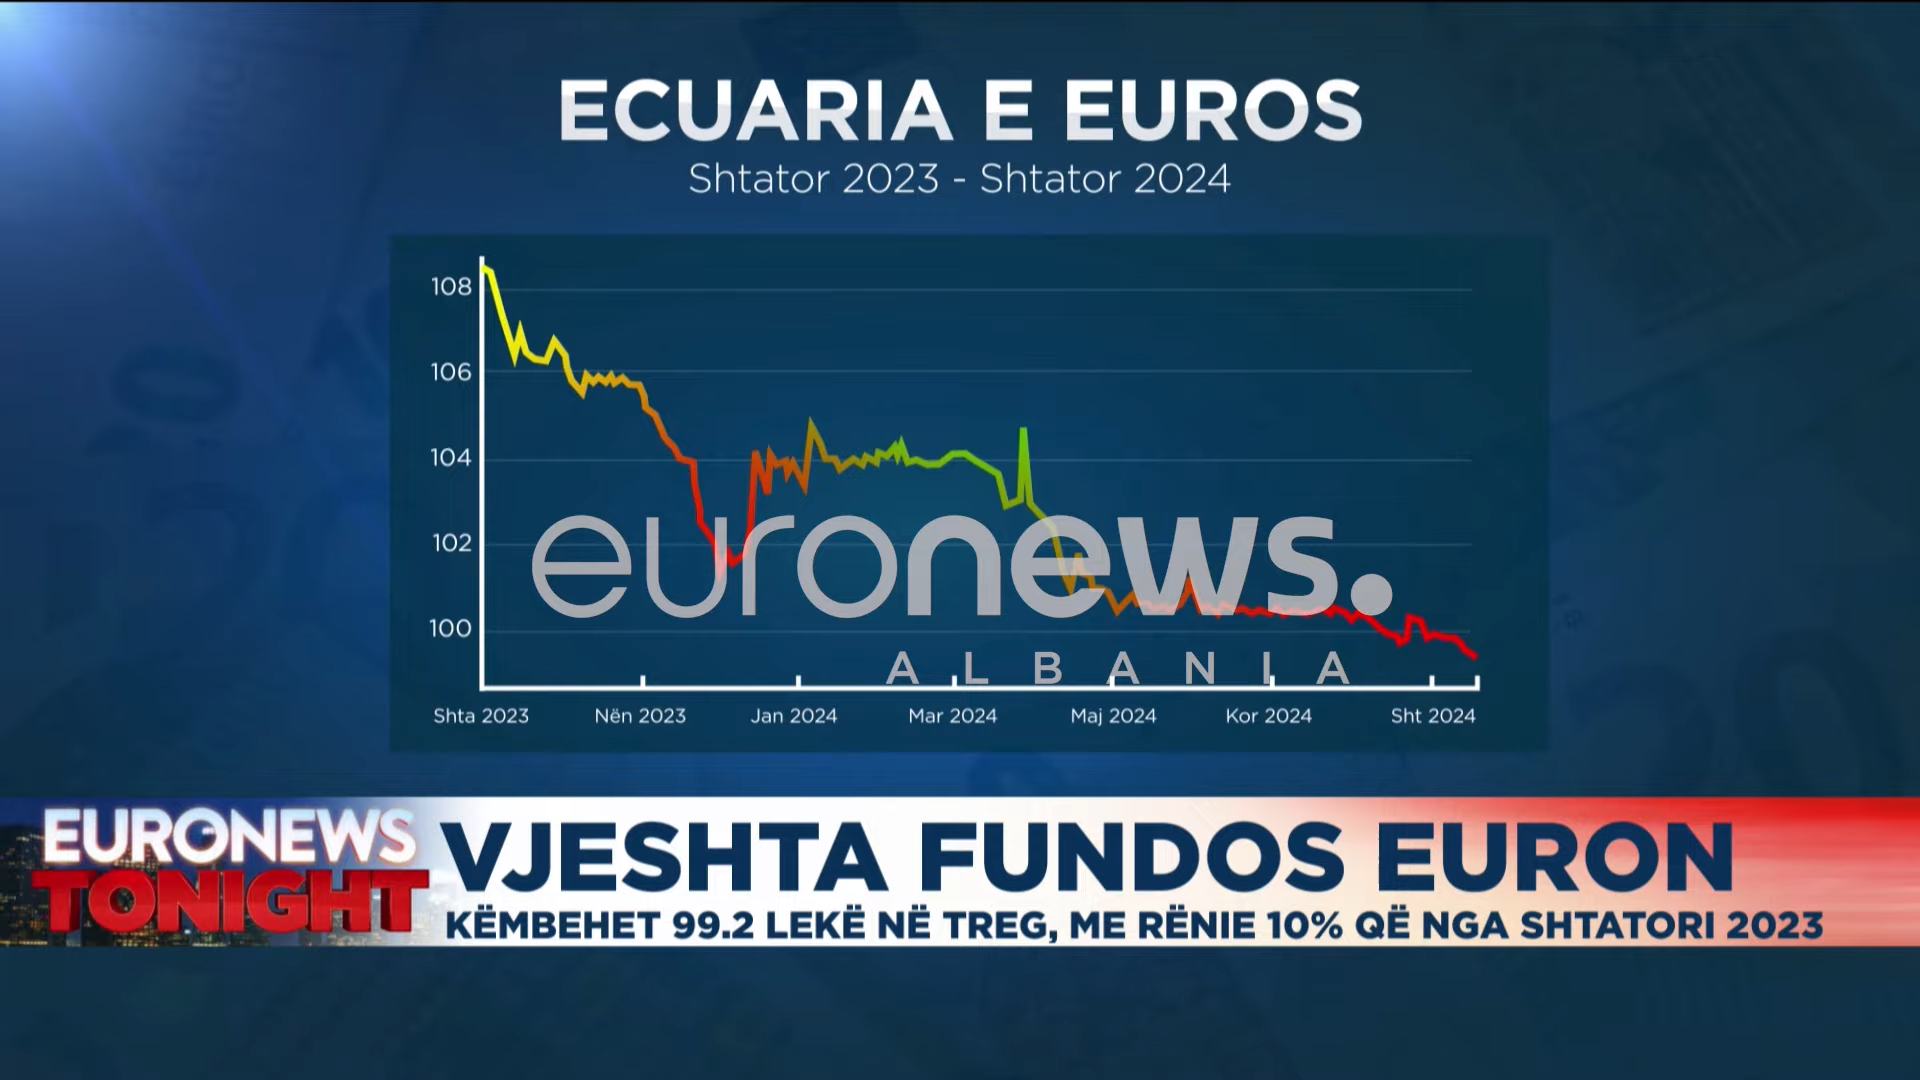 ECUARIA E EUROS
Shtator 2023 - Shtator 2024
108
106
104
102
100
euronews.
ALBANIA
Shta 2023 Nën 2023 Jan 2024 Mar 2024 Maj 2024 Kor 2024 Sht 2024
EURONEWS
TONIGHT
VJESHTA FUNDOS EURON
KËMBEHET 99.2 LEKË NË TREG, ME RËNIE 10% QË NGA SHTATORI 2023